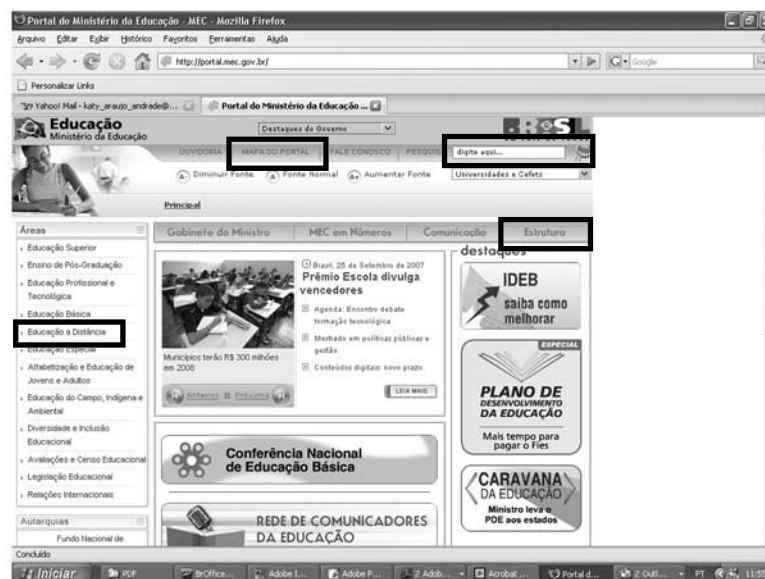 Portal do Ministério da Educação - MEC - Mozilla Firefox
Arquivo Editar Exibir Histórico Favoritos Ferramentas Ajuda
http://portal.mec.gov.br/
Google
Personalizar Links
Yahoo! Mail - katy_araujo_andrade@...
Portal do Ministério da Educação ...
Educação
Ministério da Educação
Destaques do Governo
OUVIDORIA MAPA DO PORTAL FALE CONOSCO PESQUIS
digite aqui...
Diminuir Fonte Fonte Normal Aumentar Fonte
Universidades e Cefets
Principal
Áreas
Educação Superior
Ensino de Pós-Graduação
Educação Profissional e
Tecnológica
Educação Básica
Educação a Distância
Educação Especial
Alfabetização e Educação de
Jovens e Adultos
Educação do Campo, Indígena e
Ambiental
Diversidade e Inclusão
Educacional
Avaliações e Censo Educacional
Legislação Educacional
Relações Internacionais
Autarquias
Fundo Nacional de
Gabinete do Ministro MEC em Números Comunicação Estrutura
Brasil, 25 de Setembro de 2007
Prêmio Escola divulga
vencedores
Agenda: Encontro debate
formação tecnológica
Mestrado em políticas públicas e
gestão
Conteúdos digitais: novo prazo
LEIA MAIS
Municípios terão R$ 300 milhões
em 2008
Anterior Próxima
Conferência Nacional
de Educação Básica
REDE DE COMUNICADORES
DA EDUCAÇÃO
destaques
IDEB
saiba como
melhorar
ESPECIAL
PLANO DE
DESENVOLVIMENTO
DA EDUCAÇÃO
Mais tempo para
pagar o Fies
CARAVANA
DA EDUCAÇÃO
Ministro leva o
PDE aos estados
Concluído
Iniciar PDF BrOffice... Adobe I... Adobe P... 2 Adob... Acrobat ... Portal d... 2 Outl... PT 11:55